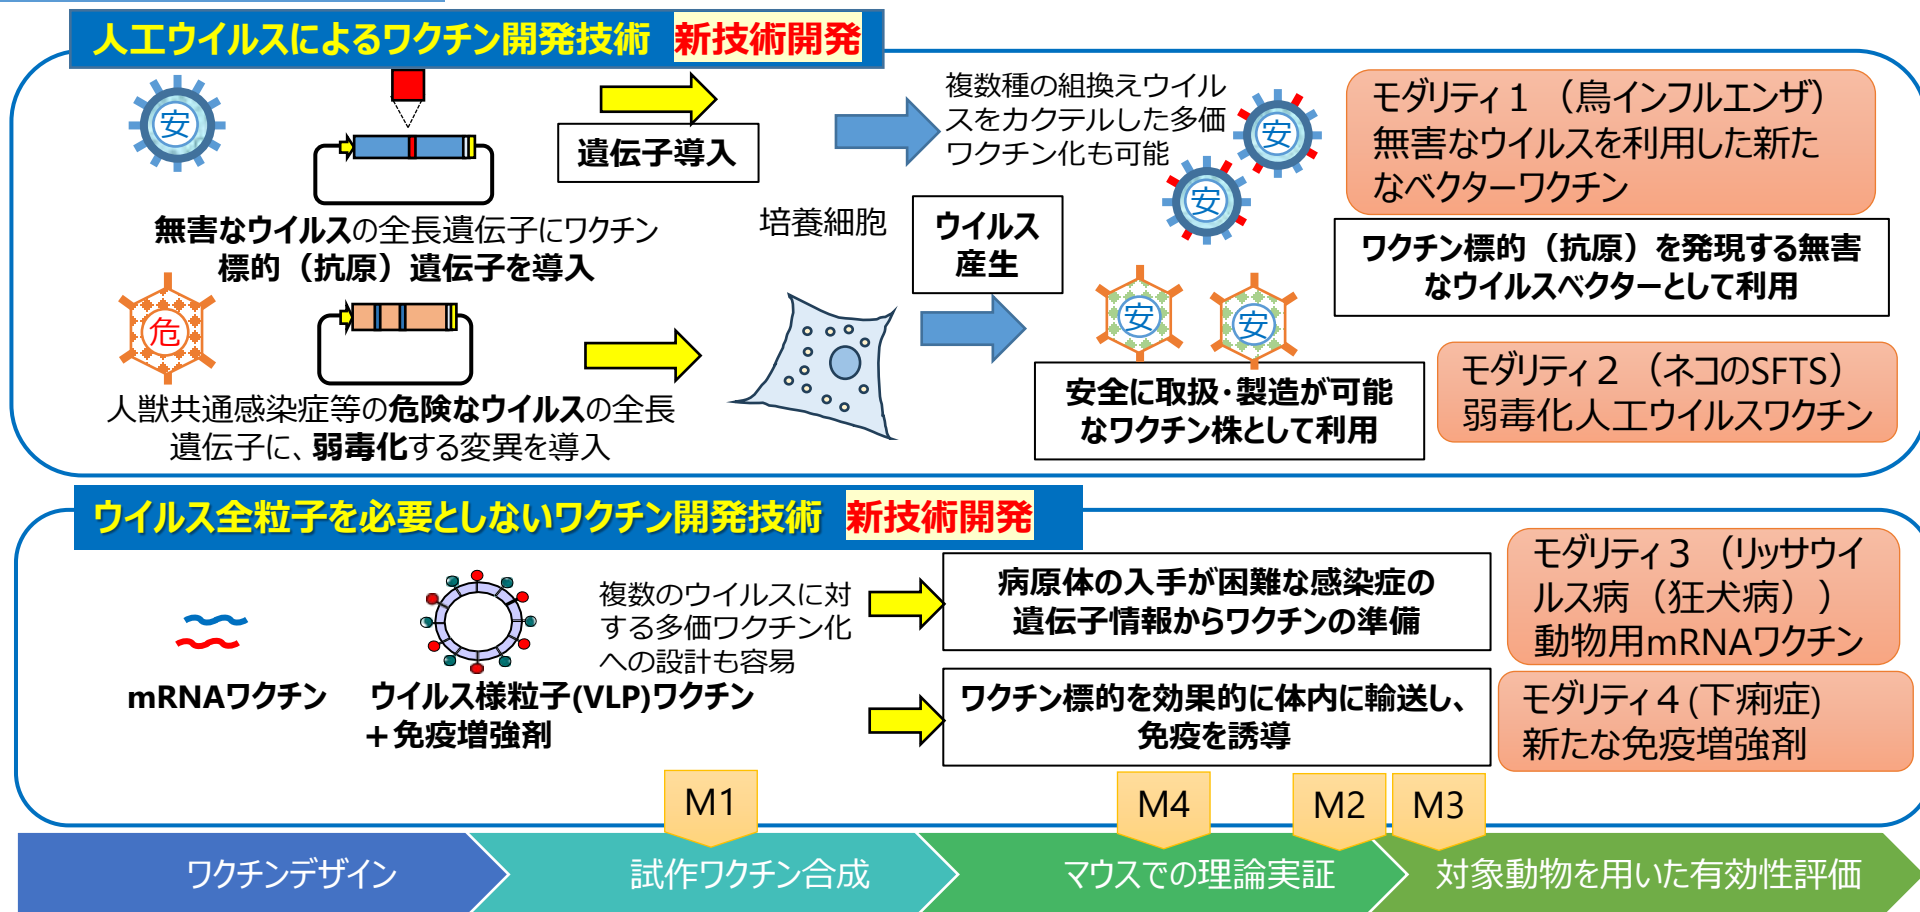 人工ウイルスによるワクチン開発技術 新技術開発
安
遺伝子導入
無害なウイルスの全長遺伝子にワクチン
標的（抗原）遺伝子を導入
危
人獣共通感染症等の危険なウイルスの全長
遺伝子に、弱毒化する変異を導入
培養細胞
ウイルス
産生
複数種の組換えウイル
スをカクテルした多価
ワクチン化も可能
安
安
モダリティ１（鳥インフルエンザ）
無害なウイルスを利用した新た
なベクターワクチン
ワクチン標的（抗原）を発現する無害
なウイルスベクターとして利用
安
安
安全に取扱・製造が可能
なワクチン株として利用
モダリティ２（ネコのSFTS）
弱毒化人工ウイルスワクチン
ウイルス全粒子を必要としないワクチン開発技術 新技術開発
mRNAワクチン
ウイルス様粒子(VLP)ワクチン
＋免疫増強剤
複数のウイルスに対
する多価ワクチン化
への設計も容易
病原体の入手が困難な感染症の
遺伝子情報からワクチンの準備
モダリティ３（リッサウイ
ルス病（狂犬病））
動物用mRNAワクチン
ワクチン標的を効果的に体内に輸送し、
免疫を誘導
モダリティ４(下痢症)
新たな免疫増強剤
M1
M4
M2
M3
ワクチンデザイン
試作ワクチン合成
マウスでの理論実証
対象動物を用いた有効性評価